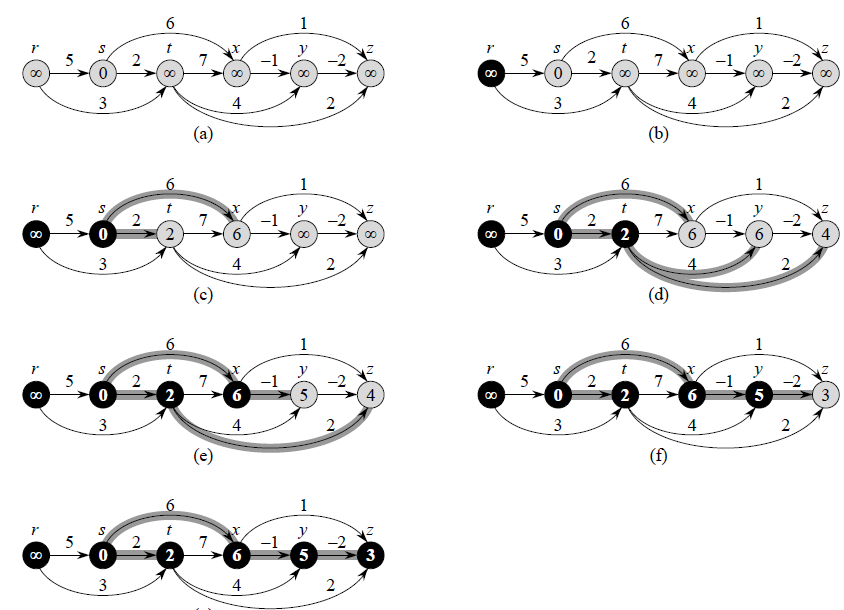 6 1
r s t x y z
5 2 7 –1 –2
∞ 0 ∞ ∞ ∞ ∞
3 4 2
(a)
6 1
r s t x y z
5 2 7 –1 –2
∞ 0 ∞ ∞ ∞ ∞
3 4 2
(b)
6 1
r s t x y z
5 2 7 –1 –2
∞ 0 2 6 ∞ ∞
3 4 2
(c)
6 1
r s t x y z
5 2 7 –1 –2
∞ 0 2 6 6 4
3 4 2
(d)
6 1
r s t x y z
5 2 7 –1 –2
∞ 0 2 6 5 4
3 4 2
(e)
6 1
r s t x y z
5 2 7 –1 –2
∞ 0 2 6 5 3
3 4 2
(f)
6 1
r s t x y z
5 2 7 –1 –2
∞ 0 2 6 5 3
3 4 2